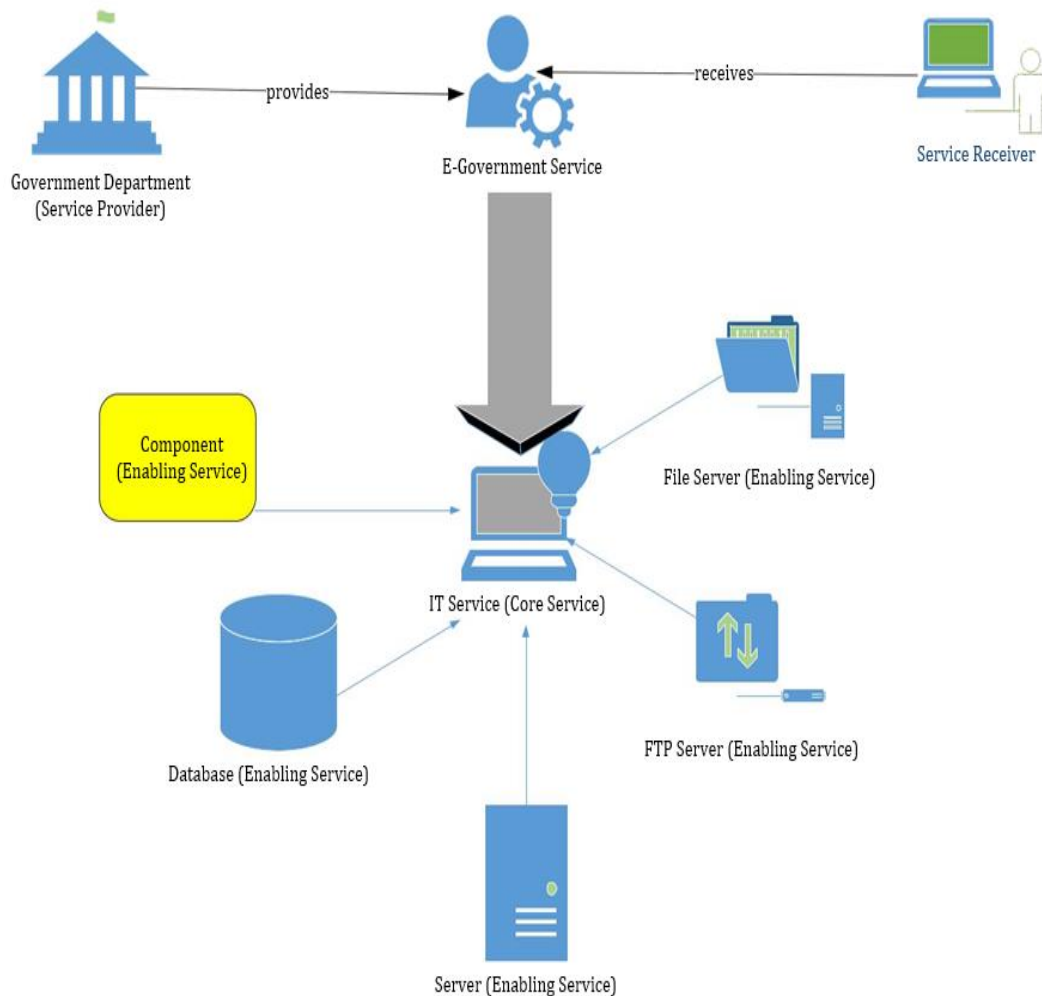 provides
receives
E-Government Service
Service Receiver
Government Department
(Service Provider)
Component
(Enabling Service)
File Server (Enabling Service)
IT Service (Core Service)
FTP Server (Enabling Service)
Database (Enabling Service)
Server (Enabling Service)